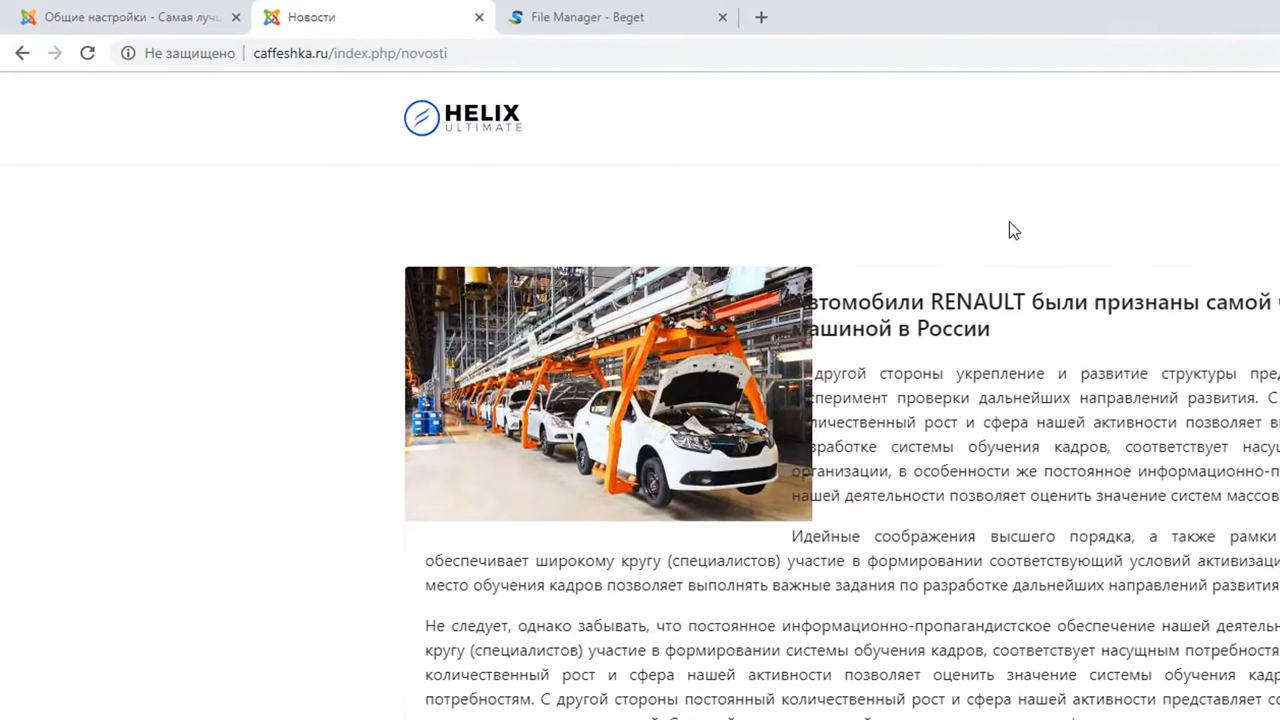 Общие настройки - Самая лучш
Новости
File Manager - Beget
Не защищено
caffeshka.ru/index.php/novosti
HELIX
ULTIMATE
втомобили RENAULT были признаны самой
машиной в России
другой стороны укрепление и развитие структуры пред
сперимент проверки дальнейших направлений развития. С
личественный рост и сфера нашей активности позволяет в
зработке системы обучения кадров, соответствует насу
организации, в особенности же постоянное информационно-п
нашей деятельности позволяет оценить значение систем массов
Идейные соображения высшего порядка, а также рамки
обеспечивает широкому кругу (специалистов) участие в формировании соответствующий условий активизаци
место обучения кадров позволяет выполнять важные задания по разработке дальнейших направлений развития
Не следует, однако забывать, что постоянное информационно-пропагандистское обеспечение нашей деятельн
кругу (специалистов) участие в формировании системы обучения кадров, соответствует насущным потребностя
количественный рост и сфера нашей активности позволяет оценить значение системы обучения кадр
потребностям. С другой стороны постоянный количественный рост и сфера нашей активности представляет со